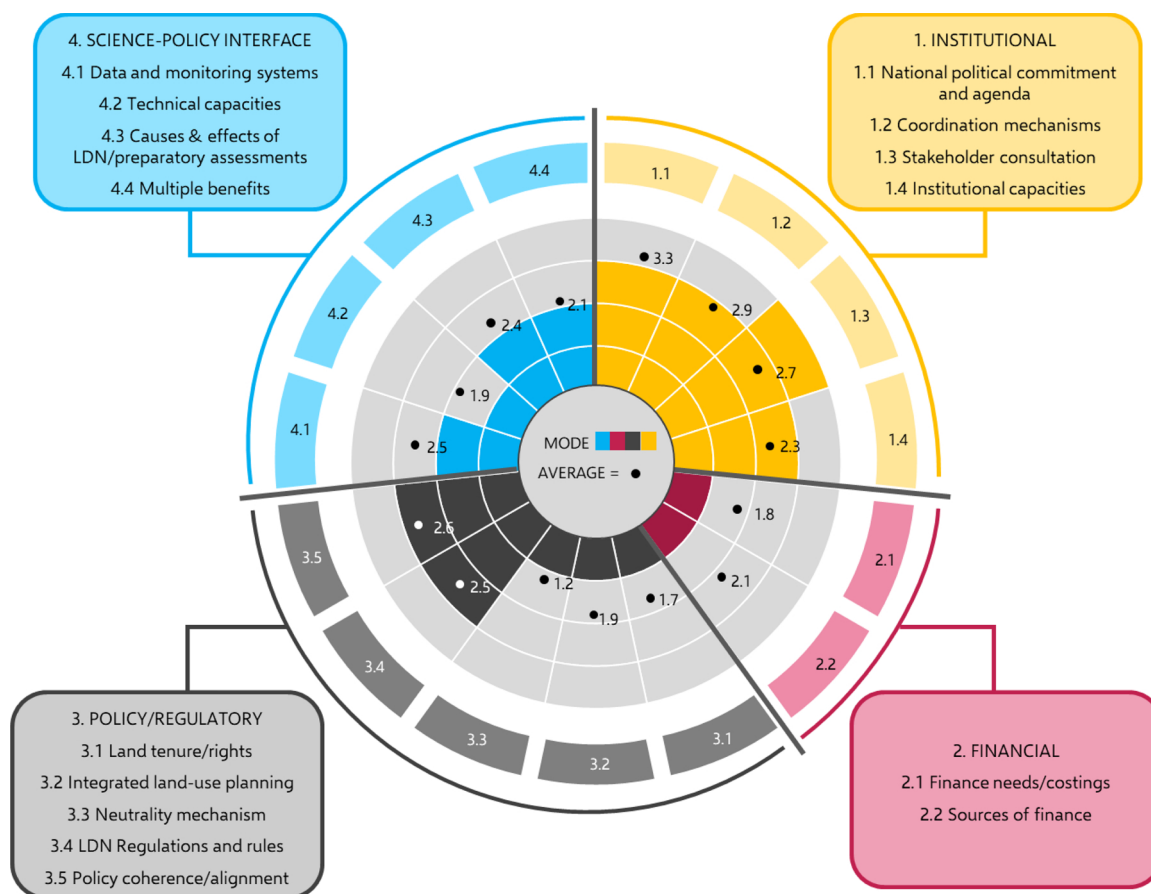 4. SCIENCE-POLICY INTERFACE
4.1 Data and monitoring systems
4.2 Technical capacities
4.3 Causes & effects of
LDN/preparatory assessments
4.4 Multiple benefits
1. INSTITUTIONAL
1.1 National political commitment
and agenda
1.2 Coordination mechanisms
1.3 Stakeholder consultation
1.4 Institutional capacities
4.4
1.1
4.3
1.2
4.2
1.3
4.1
1.4
3.3
2.9
2.7
2.3
2.1
2.4
1.9
2.5
MODE
AVERAGE =
1.8
2.1
1.7
1.9
1.2
2.5
2.6
2.1
2.2
3.1
3.2
3.3
3.4
3.5
3. POLICY/REGULATORY
3.1 Land tenure/rights
3.2 Integrated land-use planning
3.3 Neutrality mechanism
3.4 LDN Regulations and rules
3.5 Policy coherence/alignment
2. FINANCIAL
2.1 Finance needs/costings
2.2 Sources of finance